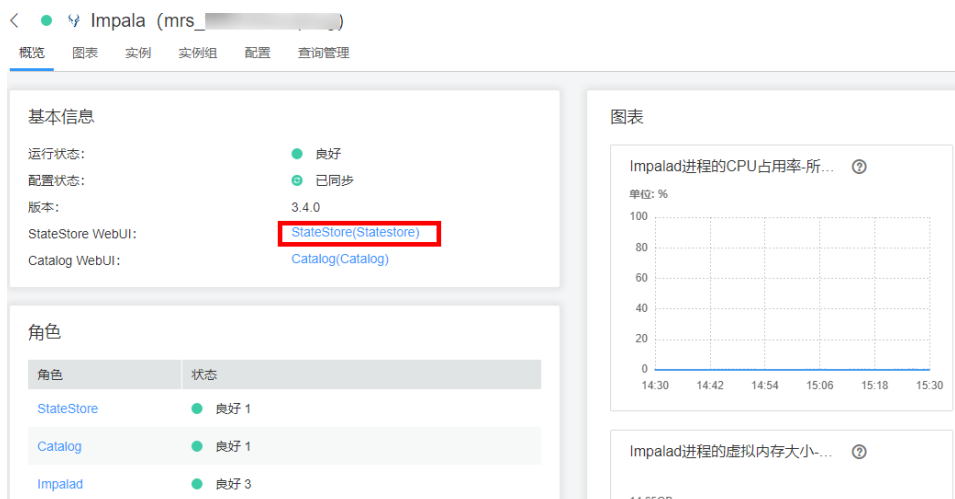 Impala (mrs_
概览 图表 实例 实例组 配置 查询管理
基本信息
运行状态: 良好
配置状态: 已同步
版本: 3.4.0
StateStore WebUI: StateStore(Statestore)
Catalog WebUI: Catalog(Catalog)
角色
角色 状态
StateStore 良好 1
Catalog 良好 1
Impalad 良好 3
图表
Impalad进程的CPU占用率-所...
单位: %
100
80
60
40
20
0
14:30 14:42 14:54 15:06 15:18 15:30
Impalad进程的虚拟内存大小-...